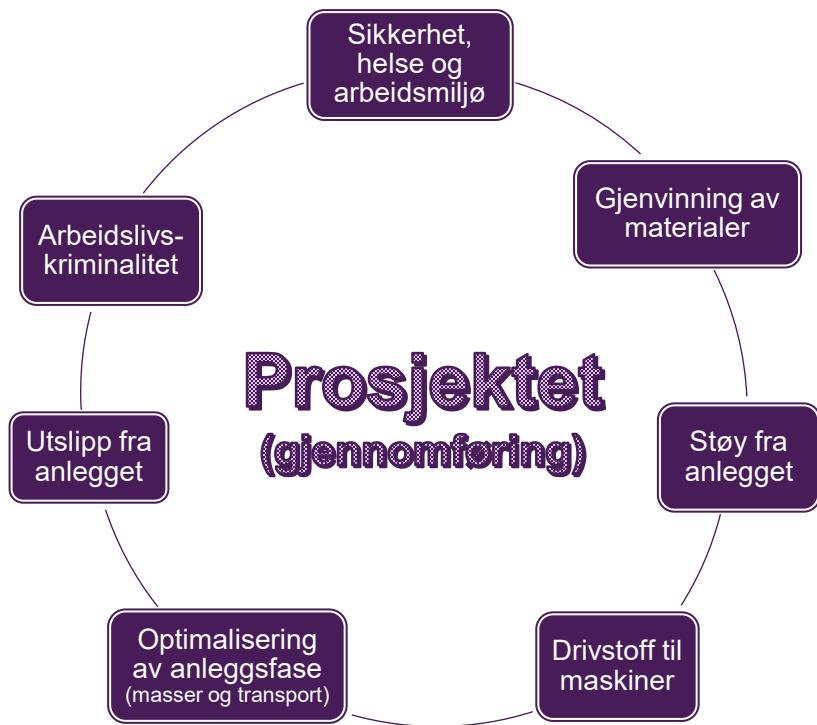 Sikkerhet,
helse og
arbeidsmiljø
Gjenvinning av
materialer
Støy fra
anlegget
Drivstoff til
maskiner
Optimalisering
av anleggsfase
(masser og transport)
Utslipp fra
anlegget
Arbeidslivs-
kriminalitet
Prosjektet
(gjennomføring)